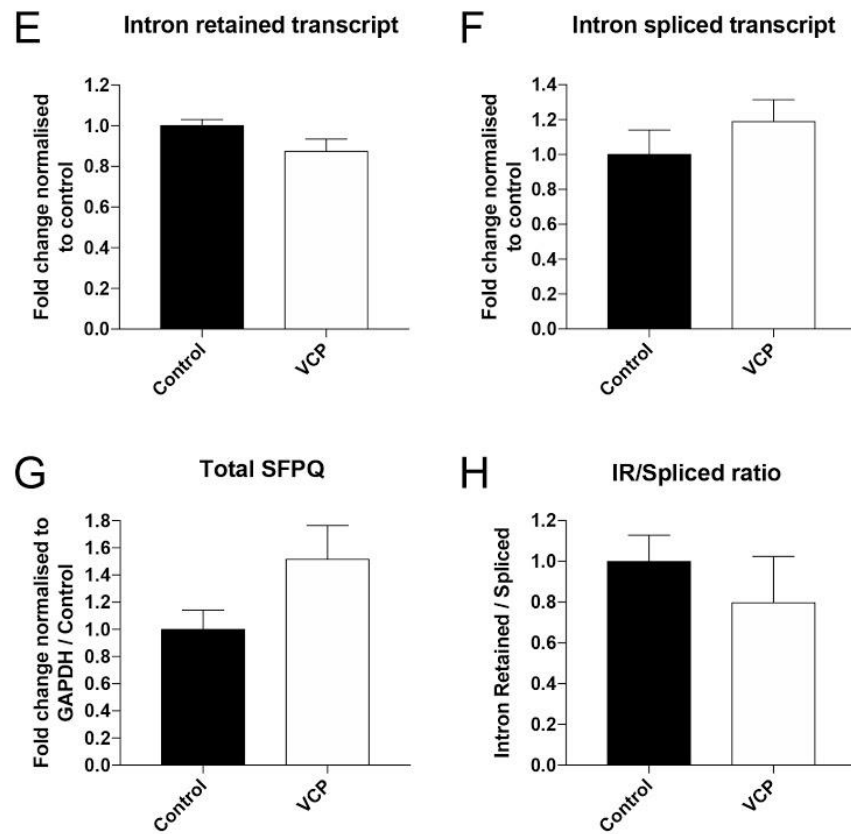 E
Intron retained transcript
Fold change normalised
to control
1.2
1.0
0.8
0.6
0.4
0.2
0.0
Control
VCP
F
Intron spliced transcript
Fold change normalised
to control
1.4
1.2
1.0
0.8
0.6
0.4
0.2
0.0
Control
VCP
G
Total SFPQ
Fold change normalised to
GAPDH / Control
1.8
1.6
1.4
1.2
1.0
0.8
0.6
0.4
0.2
0.0
Control
VCP
H
IR/Spliced ratio
Intron Retained / Spliced
1.2
1.0
0.8
0.6
0.4
0.2
0.0
Control
VCP